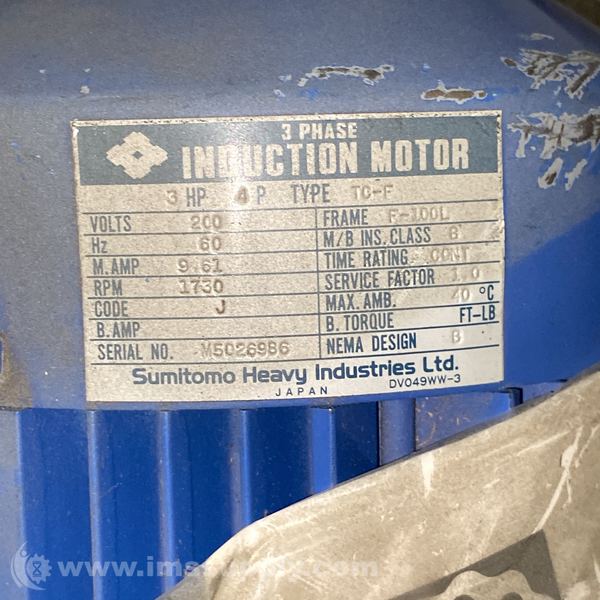 3 PHASE
INDUCTION MOTOR
3 HP 4 P TYPE TC-F
VOLTS 200 FRAME F-100L
Hz 60 M/B INS. CLASS B
M. AMP 9.61 TIME RATING CONT
RPM 1730 SERVICE FACTOR 1.0
CODE J MAX. AMB. 40 °C
B. AMP B. TORQUE FT-LB
SERIAL NO. M5026986 NEMA DESIGN B
Sumitomo Heavy Industries Ltd.
JAPAN DV049WW-3